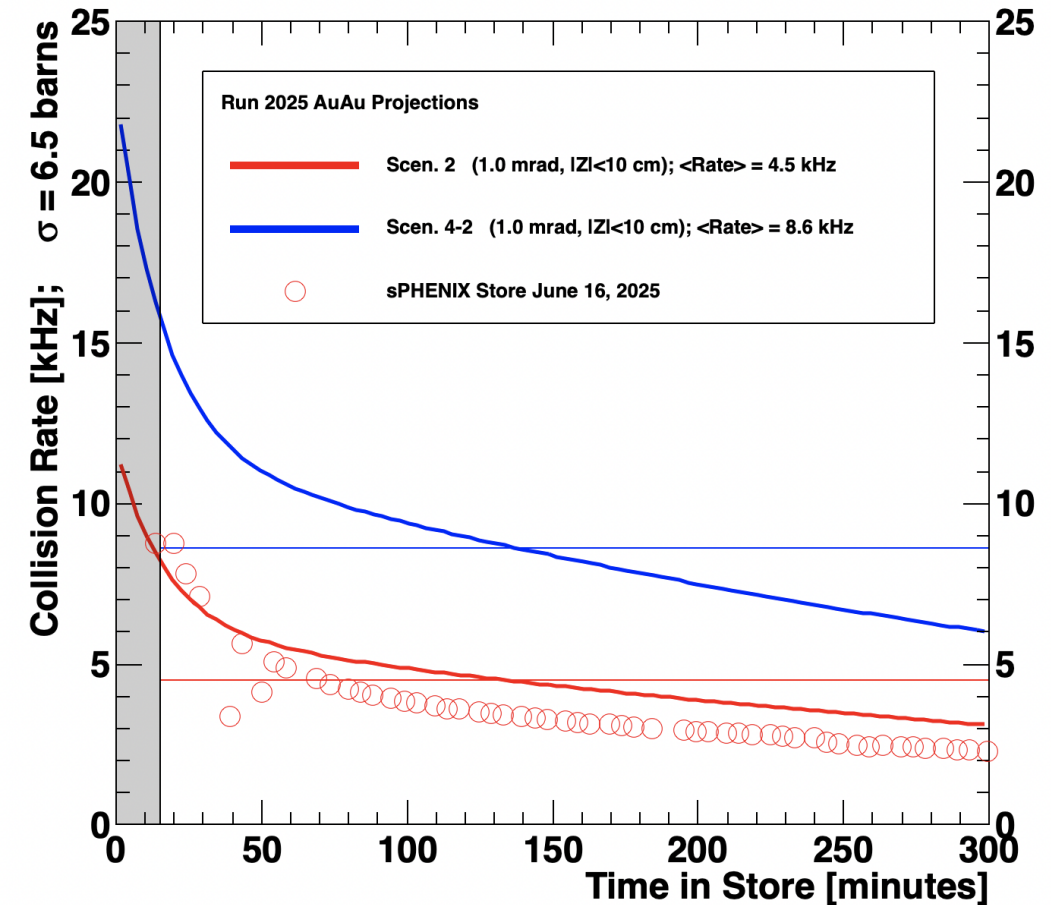 Collision Rate [kHz]; σ = 6.5 barns
25
20
15
10
5
0
Run 2025 AuAu Projections
Scen. 2 (1.0 mrad, |Z|<10 cm); <Rate> = 4.5 kHz
Scen. 4-2 (1.0 mrad, |Z|<10 cm); <Rate> = 8.6 kHz
sPHENIX Store June 16, 2025
25
20
15
10
5
0
0 50 100 150 200 250 300
Time in Store [minutes]